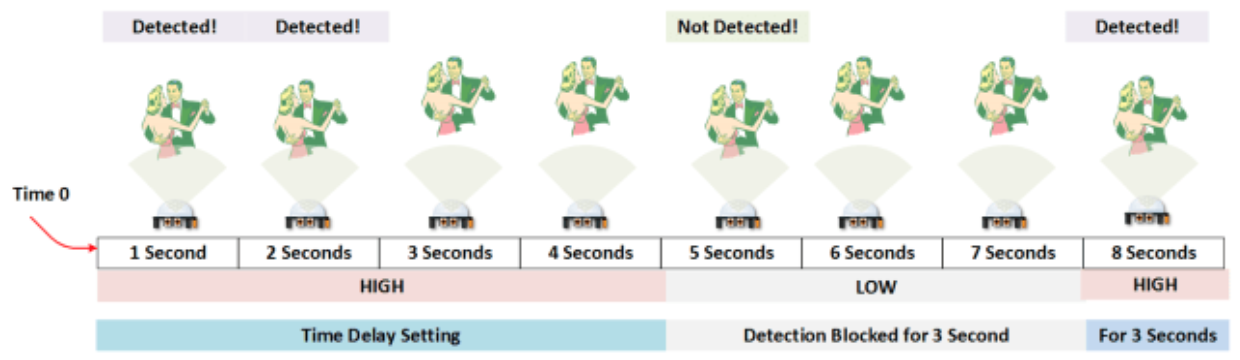 Detected! Detected! Not Detected! Detected!
Time 0
1 Second 2 Seconds 3 Seconds 4 Seconds 5 Seconds 6 Seconds 7 Seconds 8 Seconds
HIGH LOW HIGH
Time Delay Setting Detection Blocked for 3 Second For 3 Seconds